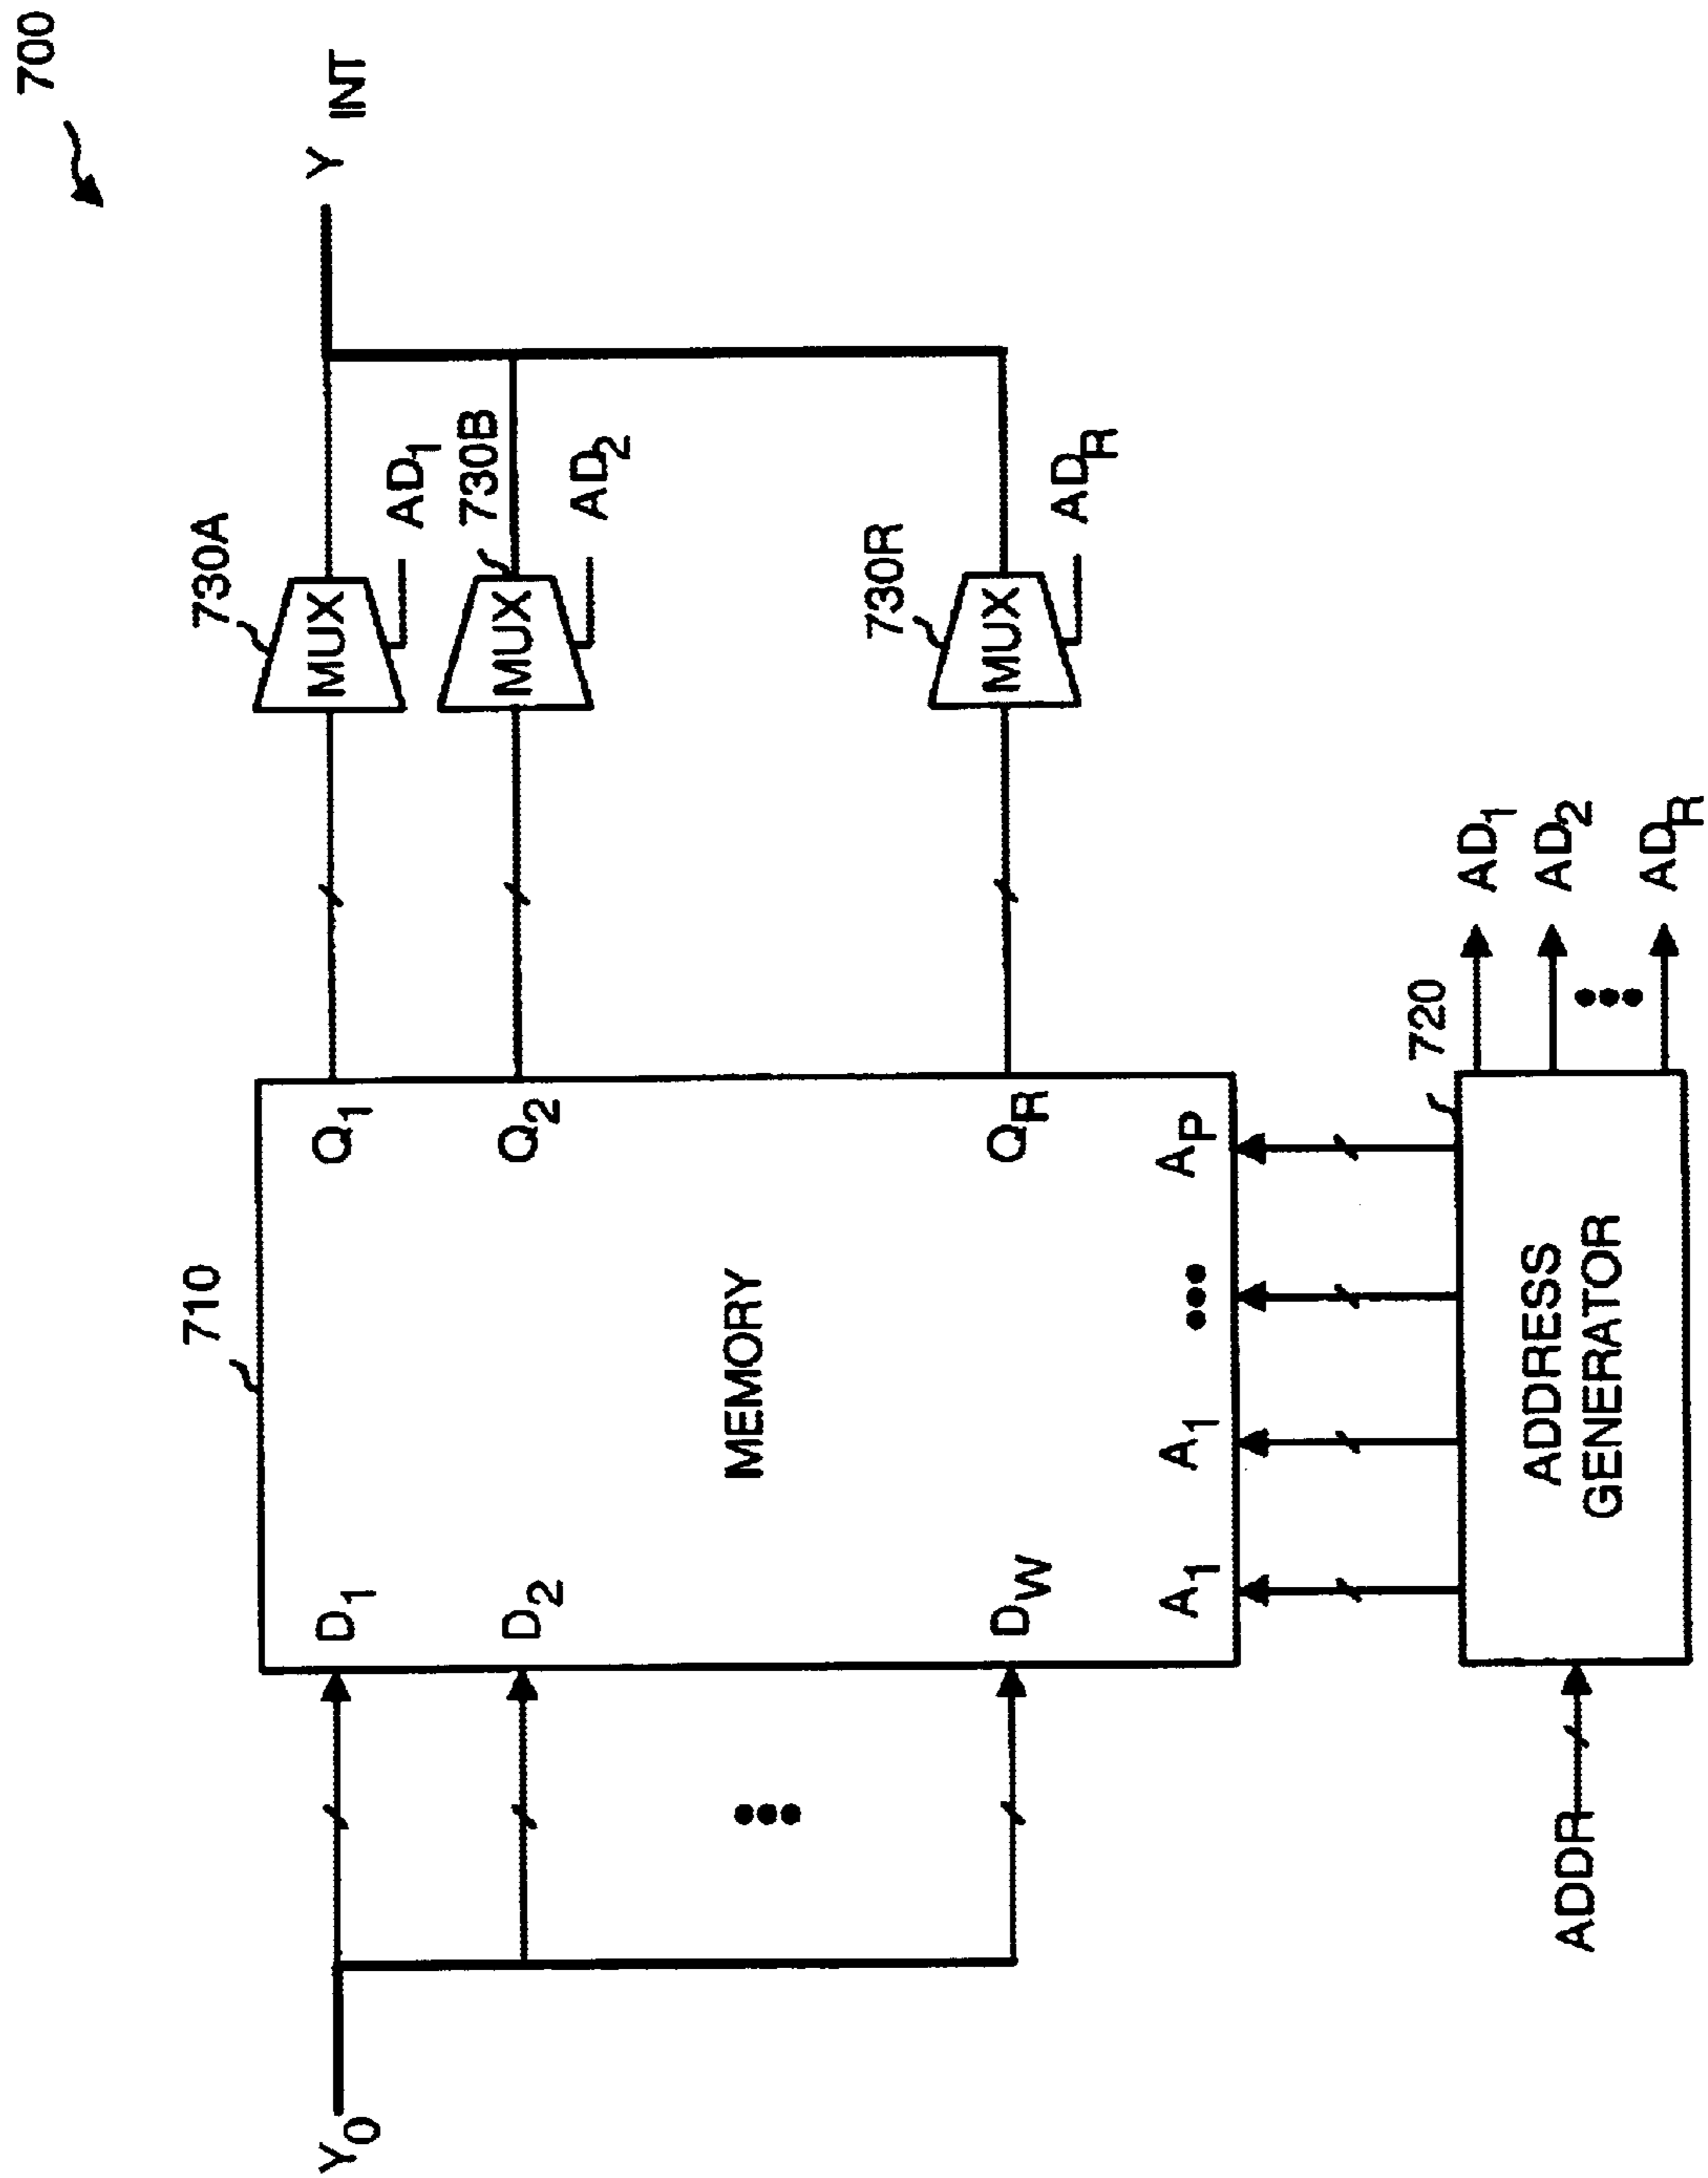 700
Y INT
730A
MUX
AD1
730B
MUX
AD2
730R
MUX
ADR
710
D1
Q1
D2
Q2
MEMORY
DW
QR
A1
A1
•••
AP
Y0
•••
720
ADDR
ADDRESS
GENERATOR
AD1
AD2
•••
ADR